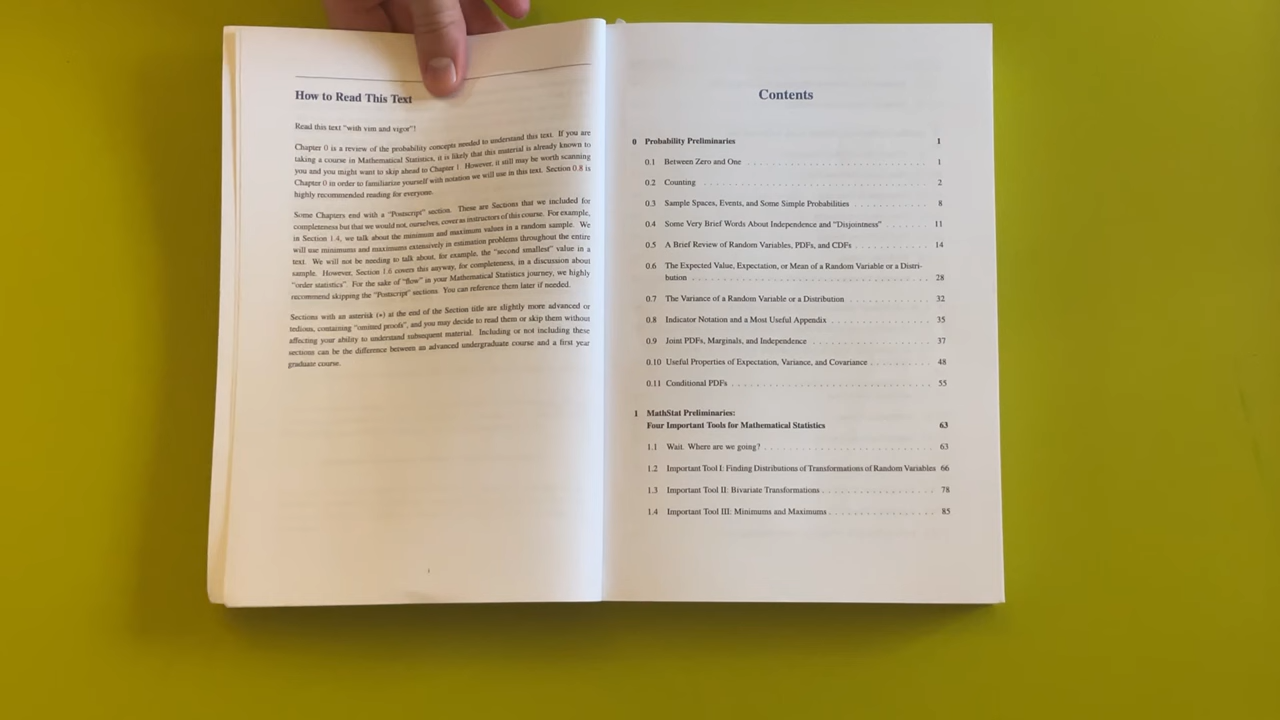 How to Read This Text
Read this text "with vim and vigor"!
Chapter 0 is a review of the probability concepts needed to understand this text. If you are
taking a course in Mathematical Statistics, it is likely that this material is already known to
you and you might want to skip ahead to Chapter 1. However, it still may be worth scanning
Chapter 0 in order to familiarize yourself with notation we will use in this text. Section 0.8 is
highly recommended reading for everyone.
Some Chapters end with a "Postscript" section. These are Sections that we included for
completeness but that we would not, ourselves, cover as instructors of this course. For example,
in Section 1.4, we talk about the minimum and maximum values in a random sample. We
will use minimums and maximums extensively in estimation problems throughout the entire
text. We will not be needing to talk about, for example, the "second smallest" value in a
sample. However, Section 1.6 covers this anyway, for completeness, in a discussion about
"order statistics". For the sake of "flow" in your Mathematical Statistics journey, we highly
recommend skipping the "Postscript" sections. You can reference them later if needed.
Sections with an asterisk (*) at the end of the Section title are slightly more advanced or
tedious, containing "omitted proofs", and you may decide to read them or skip them without
affecting your ability to understand subsequent material. Including or not including these
sections can be the difference between an advanced undergraduate course and a first year
graduate course.
Contents
0 Probability Preliminaries 1
0.1 Between Zero and One . . . . . . . . . . . . . . . . . . . . . . . . . . . 1
0.2 Counting . . . . . . . . . . . . . . . . . . . . . . . . . . . . . . . . . . 2
0.3 Sample Spaces, Events, and Some Simple Probabilities . . . . . . . . . . . 8
0.4 Some Very Brief Words About Independence and "Disjointness" . . . . . . . 11
0.5 A Brief Review of Random Variables, PDFs, and CDFs . . . . . . . . . . . 14
0.6 The Expected Value, Expectation, or Mean of a Random Variable or a Distri-
bution . . . . . . . . . . . . . . . . . . . . . . . . . . . . . . . . . . . 28
0.7 The Variance of a Random Variable or a Distribution . . . . . . . . . . . . 32
0.8 Indicator Notation and a Most Useful Appendix . . . . . . . . . . . . . . 35
0.9 Joint PDFs, Marginals, and Independence . . . . . . . . . . . . . . . . . 37
0.10 Useful Properties of Expectation, Variance, and Covariance . . . . . . . . 48
0.11 Conditional PDFs . . . . . . . . . . . . . . . . . . . . . . . . . . . . . 55
1 MathStat Preliminaries:
Four Important Tools for Mathematical Statistics 63
1.1 Wait. Where are we going? . . . . . . . . . . . . . . . . . . . . . . . . 63
1.2 Important Tool I: Finding Distributions of Transformations of Random Variables 66
1.3 Important Tool II: Bivariate Transformations . . . . . . . . . . . . . . . 78
1.4 Important Tool III: Minimums and Maximums . . . . . . . . . . . . . . . . 85